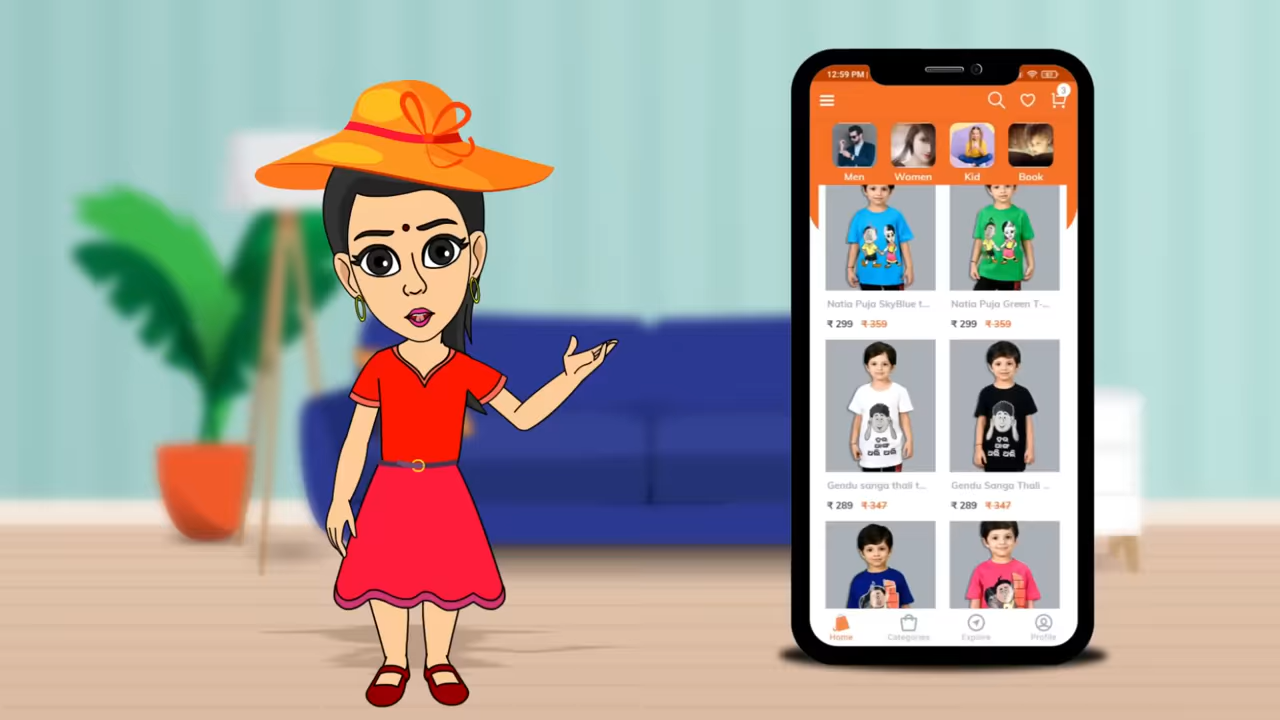 12:59 PM
3
Men Women Kid Book
Natia Puja SkyBlue t... Natia Puja Green T-...
₹ 299 ₹ 359 ₹ 299 ₹ 359
Gendu sanga thali t... Gendu Sanga Thali ...
₹ 289 ₹ 347 ₹ 289 ₹ 347
Home Categories Explore Profile